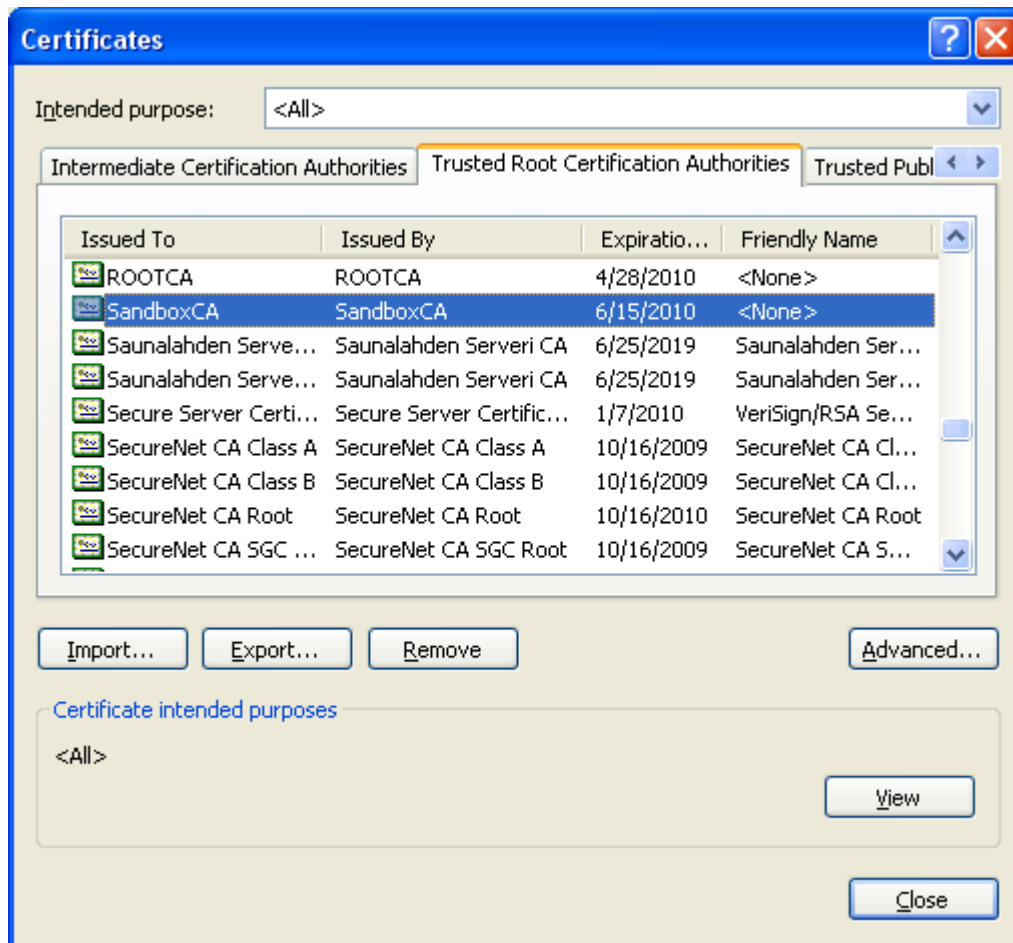 Certificates
Intended purpose: <All>
Intermediate Certification Authorities Trusted Root Certification Authorities Trusted Publ
Issued To Issued By Expiratio... Friendly Name
ROOTCA ROOTCA 4/28/2010 <None>
SandboxCA SandboxCA 6/15/2010 <None>
Saunalahden Serve... Saunalahden Serveri CA 6/25/2019 Saunalahden Ser...
Saunalahden Serve... Saunalahden Serveri CA 6/25/2019 Saunalahden Ser...
Secure Server Certi... Secure Server Certific... 1/7/2010 VeriSign/RSA Se...
SecureNet CA Class A SecureNet CA Class A 10/16/2009 SecureNet CA Cl...
SecureNet CA Class B SecureNet CA Class B 10/16/2009 SecureNet CA Cl...
SecureNet CA Root SecureNet CA Root 10/16/2010 SecureNet CA Root
SecureNet CA SGC ... SecureNet CA SGC Root 10/16/2009 SecureNet CA S...
Import... Export... Remove Advanced...
Certificate intended purposes
<All>
View
Close